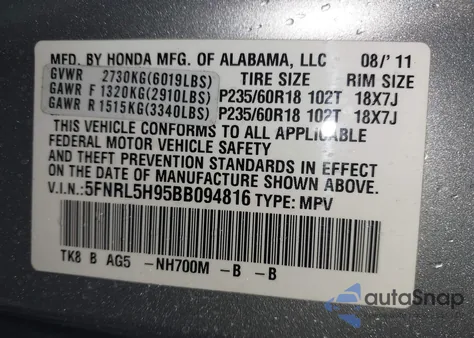 MFD. BY HONDA MFG. OF ALABAMA, LLC 08/'11
GVWR 2730KG(6019LBS) TIRE SIZE RIM SIZE
GAWR F 1320KG(2910LBS) P235/60R18 102T 18X7J
GAWR R 1515KG(3340LBS) P235/60R18 102T 18X7J
THIS VEHICLE CONFORMS TO ALL APPLICABLE
FEDERAL MOTOR VEHICLE SAFETY
AND THEFT PREVENTION STANDARDS IN EFFECT
ON THE DATE OF MANUFACTURE SHOWN ABOVE.
V.I.N.:5FNRL5H95BB094816 TYPE: MPV
TK8 B AG5 -NH700M -B -B
autoSnap